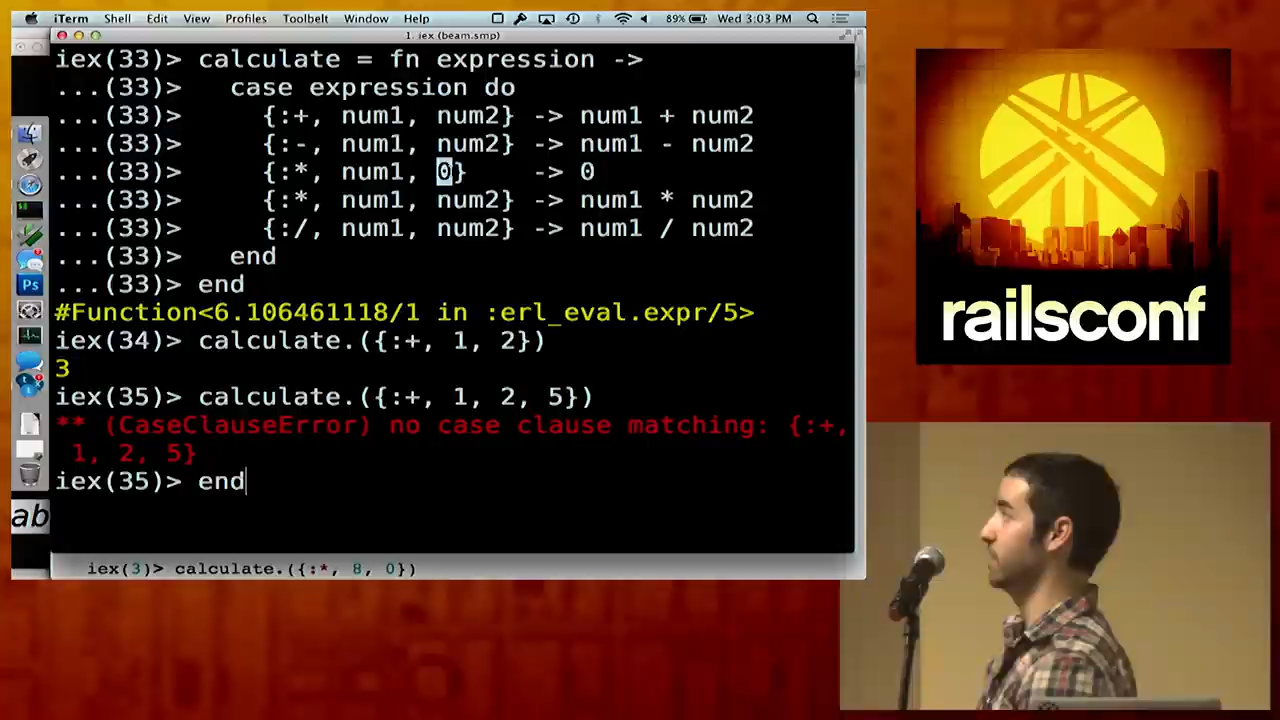 iTerm Shell Edit View Profiles Toolbelt Window Help 89% Wed 3:03 PM
1. iex (beam.smp)
iex(33)> calculate = fn expression ->
...(33)>   case expression do
...(33)>     {:+, num1, num2} -> num1 + num2
...(33)>     {:-, num1, num2} -> num1 - num2
...(33)>     {:*, num1, 0}    -> 0
...(33)>     {:*, num1, num2} -> num1 * num2
...(33)>     {:/, num1, num2} -> num1 / num2
...(33)>   end
...(33)> end
#Function<6.106461118/1 in :erl_eval.expr/5>
iex(34)> calculate.({:+, 1, 2})
3
iex(35)> calculate.({:+, 1, 2, 5})
** (CaseClauseError) no case clause matching: {:+,
 1, 2, 5}
iex(35)> end
Ps
ab
iex(3)> calculate.({:*, 8, 0})
railsconf